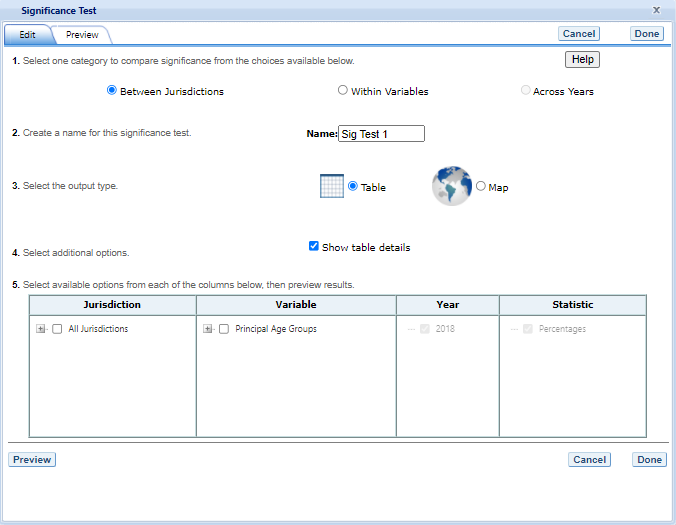 Significance Test
x
Edit Preview Cancel Done
1. Select one category to compare significance from the choices available below. Help
Between Jurisdictions Within Variables Across Years
2. Create a name for this significance test. Name: Sig Test 1
3. Select the output type. Table Map
4. Select additional options. Show table details
5. Select available options from each of the columns below, then preview results.
Jurisdiction Variable Year Statistic
All Jurisdictions Principal Age Groups 2018 Percentages
Preview Cancel Done